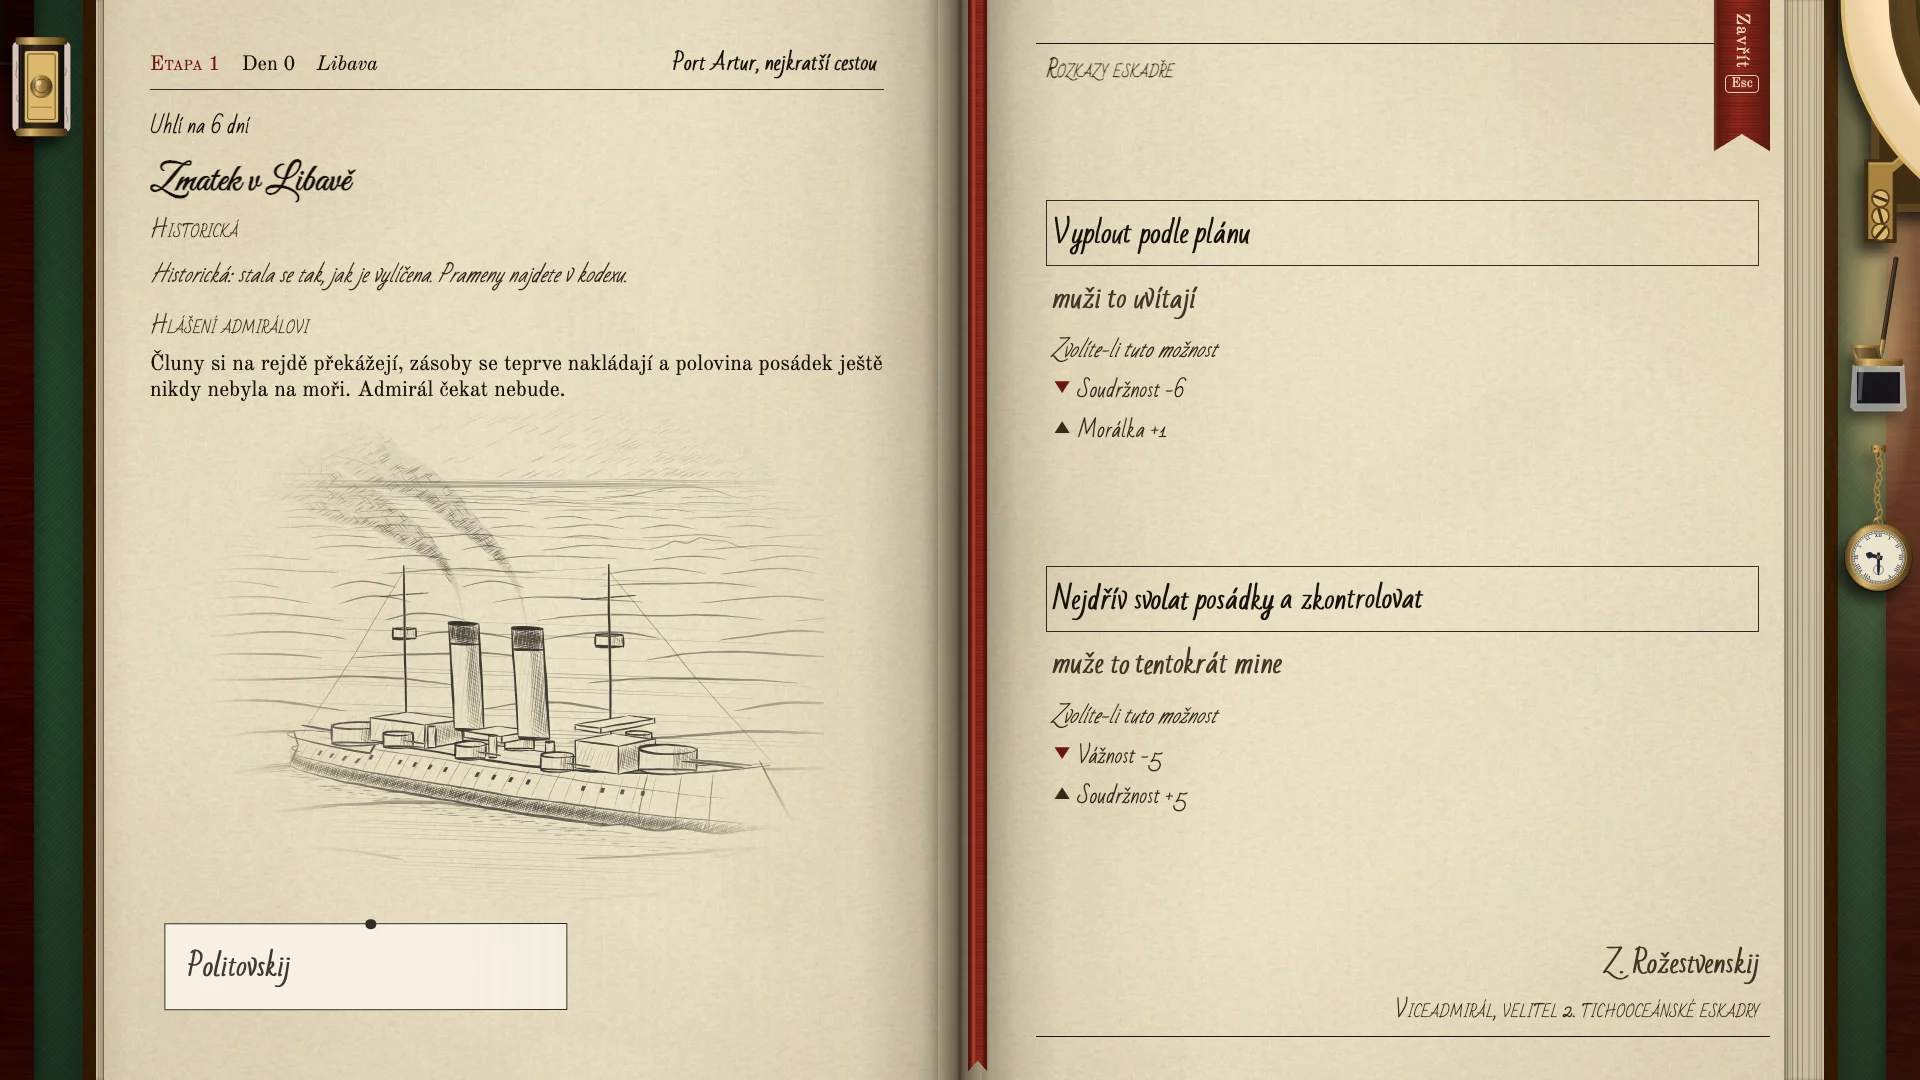 Etapa 1 Den 0 Libava Port Artur, nejkratší cestou
Uhlí na 6 dní
Zmatek v Libavě
Historická
Historická: stala se tak, jak je vylíčena. Prameny najdete v kodexu.
Hlášení admirálovi
Čluny si na rejdě překážejí, zásoby se teprve nakládají a polovina posádek ještě
nikdy nebyla na moři. Admirál čekat nebude.
Politovskij
Zavřít
Esc
Rozkazy eskadře
Vyplout podle plánu
muži to uvítají
Zvolíte-li tuto možnost
▼ Soudržnost -6
▲ Morálka +1
Nejdřív svolat posádky a zkontrolovat
muže to tentokrát mine
Zvolíte-li tuto možnost
▼ Vážnost -5
▲ Soudržnost +5
Z. Rožestvenskij
Viceadmirál, velitel 2. tichooceánské eskadry